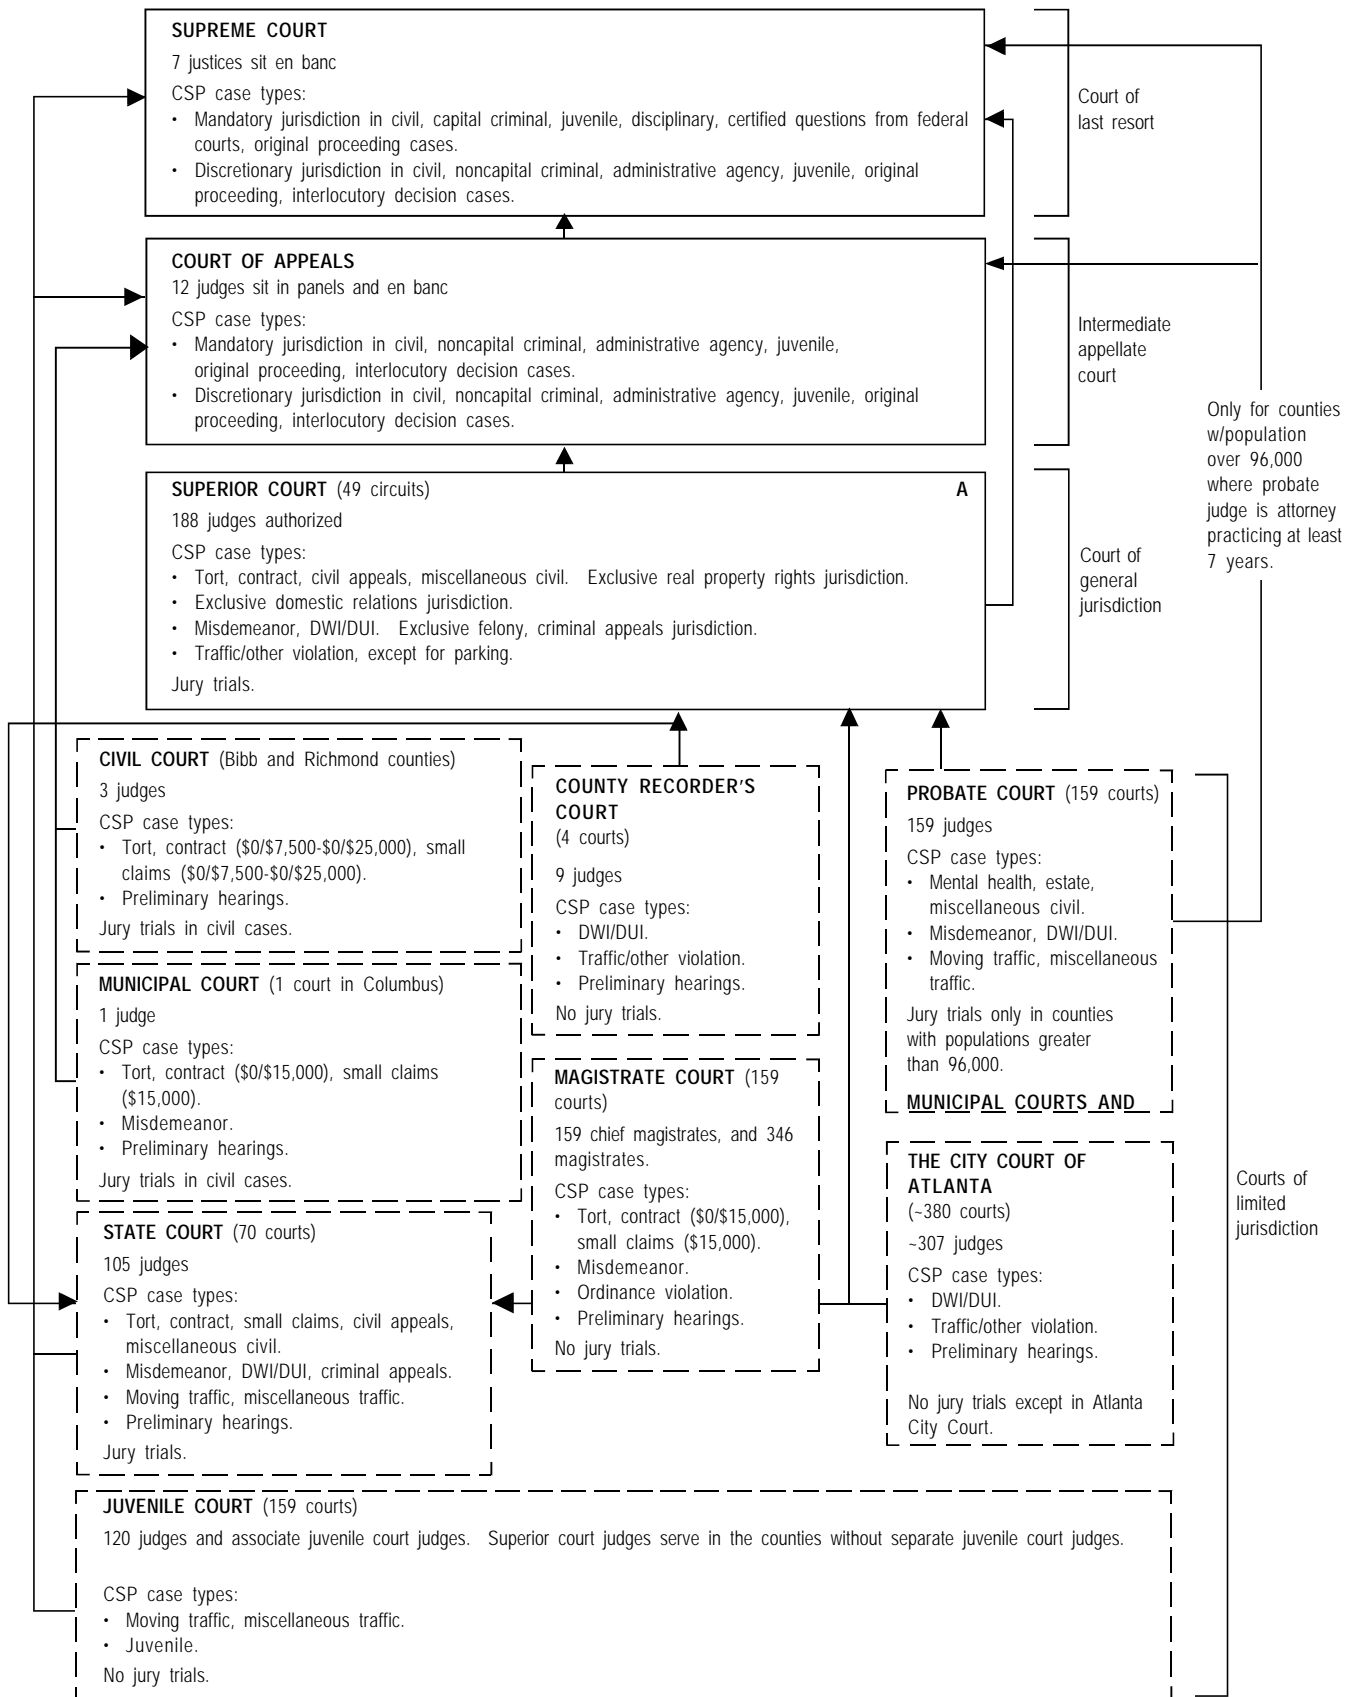 SUPREME COURT
7 justices sit en banc
CSP case types:
• Mandatory jurisdiction in civil, capital criminal, juvenile, disciplinary, certified questions from federal
courts, original proceeding cases.
• Discretionary jurisdiction in civil, noncapital criminal, administrative agency, juvenile, original
proceeding, interlocutory decision cases.
Court of
last resort
COURT OF APPEALS
12 judges sit in panels and en banc
CSP case types:
• Mandatory jurisdiction in civil, noncapital criminal, administrative agency, juvenile,
original proceeding, interlocutory decision cases.
• Discretionary jurisdiction in civil, noncapital criminal, administrative agency, juvenile, original
proceeding, interlocutory decision cases.
Intermediate
appellate
court
Only for counties
w/population
over 96,000
where probate
judge is attorney
practicing at least
7 years.
SUPERIOR COURT (49 circuits) A
188 judges authorized
CSP case types:
• Tort, contract, civil appeals, miscellaneous civil. Exclusive real property rights jurisdiction.
• Exclusive domestic relations jurisdiction.
• Misdemeanor, DWI/DUI. Exclusive felony, criminal appeals jurisdiction.
• Traffic/other violation, except for parking.
Jury trials.
Court of
general
jurisdiction
CIVIL COURT (Bibb and Richmond counties)
3 judges
CSP case types:
• Tort, contract ($0/$7,500-$0/$25,000), small
claims ($0/$7,500-$0/$25,000).
• Preliminary hearings.
Jury trials in civil cases.
MUNICIPAL COURT (1 court in Columbus)
1 judge
CSP case types:
• Tort, contract ($0/$15,000), small claims
($15,000).
• Misdemeanor.
• Preliminary hearings.
Jury trials in civil cases.
STATE COURT (70 courts)
105 judges
CSP case types:
• Tort, contract, small claims, civil appeals,
miscellaneous civil.
• Misdemeanor, DWI/DUI, criminal appeals.
• Moving traffic, miscellaneous traffic.
• Preliminary hearings.
Jury trials.
COUNTY RECORDER'S
COURT
(4 courts)
9 judges
CSP case types:
• DWI/DUI.
• Traffic/other violation.
• Preliminary hearings.
No jury trials.
MAGISTRATE COURT (159
courts)
159 chief magistrates, and 346
magistrates.
CSP case types:
• Tort, contract ($0/$15,000),
small claims ($15,000).
• Misdemeanor.
• Ordinance violation.
• Preliminary hearings.
No jury trials.
PROBATE COURT (159 courts)
159 judges
CSP case types:
• Mental health, estate,
miscellaneous civil.
• Misdemeanor, DWI/DUI.
• Moving traffic, miscellaneous
traffic.
Jury trials only in counties
with populations greater
than 96,000.
MUNICIPAL COURTS AND
THE CITY COURT OF
ATLANTA
(~380 courts)
~307 judges
CSP case types:
• DWI/DUI.
• Traffic/other violation.
• Preliminary hearings.
No jury trials except in Atlanta
City Court.
Courts of
limited
jurisdiction
JUVENILE COURT (159 courts)
120 judges and associate juvenile court judges. Superior court judges serve in the counties without separate juvenile court judges.
CSP case types:
• Moving traffic, miscellaneous traffic.
• Juvenile.
No jury trials.